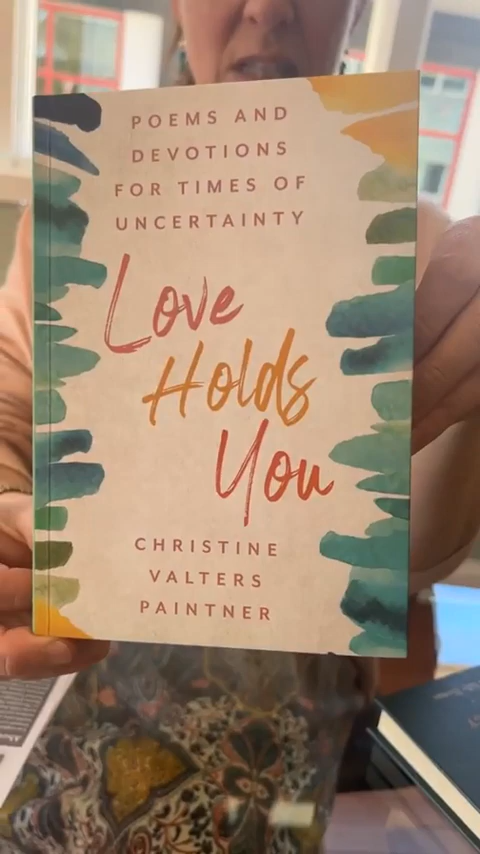 POEMS AND
DEVOTIONS
FOR TIMES OF
UNCERTAINTY
Love
Holds
You
CHRISTINE
VALTERS
PAINTNER